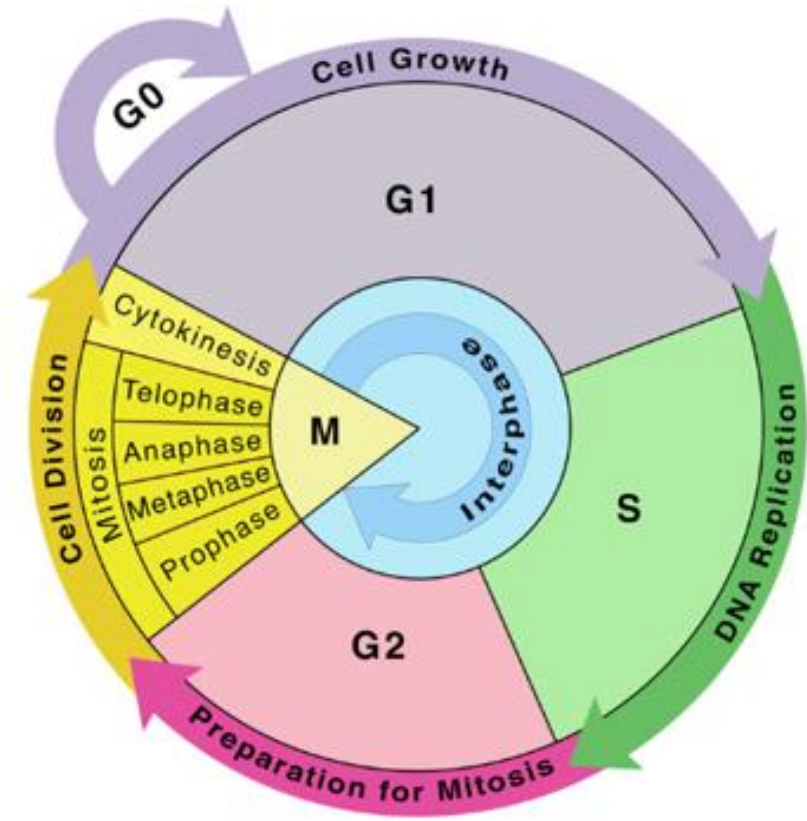 G0
Cell Growth
G1
Interphase
S
DNA Replication
G2
Preparation for Mitosis
M
Cell Division
Mitosis
Cytokinesis
Telophase
Anaphase
Metaphase
Prophase